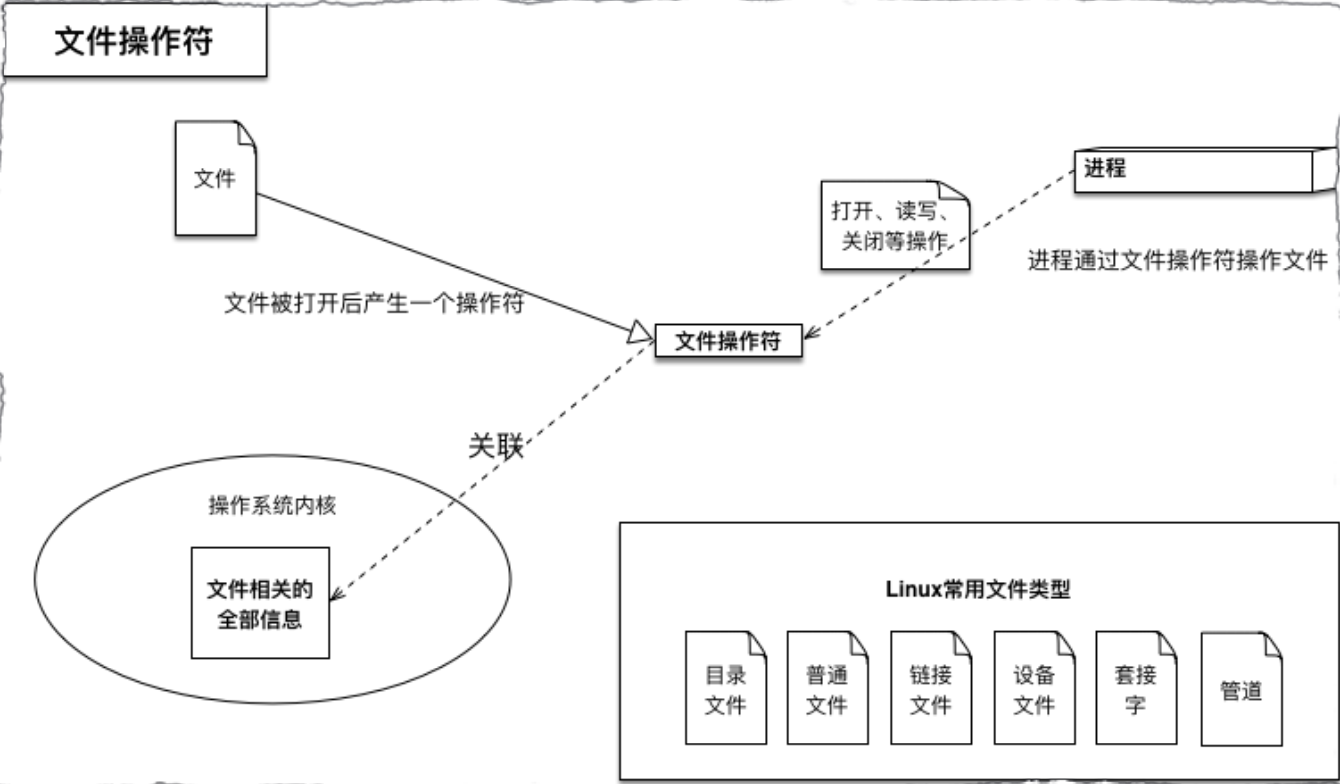 文件操作符
文件
进程
打开、读写、
关闭等操作
进程通过文件操作符操作文件
文件被打开后产生一个操作符
文件操作符
关联
操作系统内核
文件相关的
全部信息
Linux常用文件类型
目录
文件
普通
文件
链接
文件
设备
文件
套接
字
管道